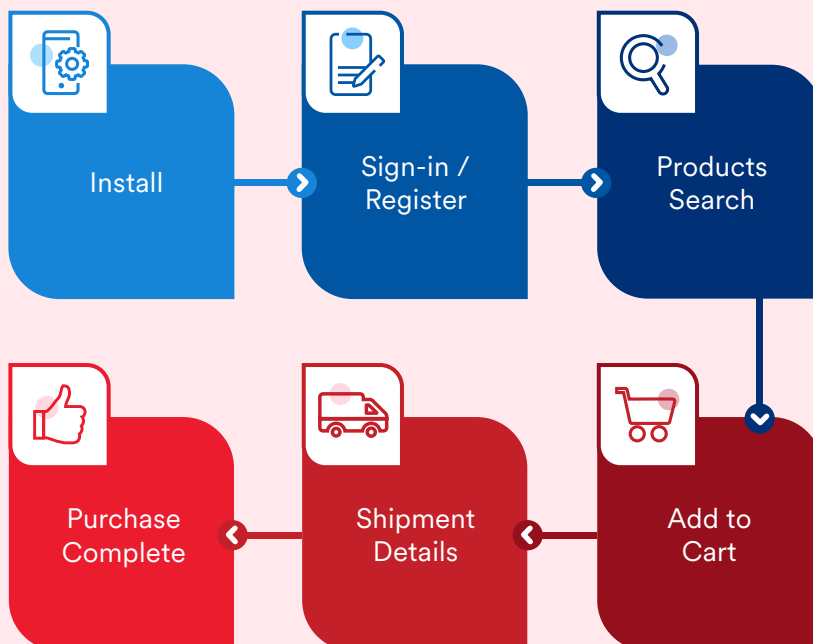 Install
Sign-in /
Register
Products
Search
Add to
Cart
Shipment
Details
Purchase
Complete